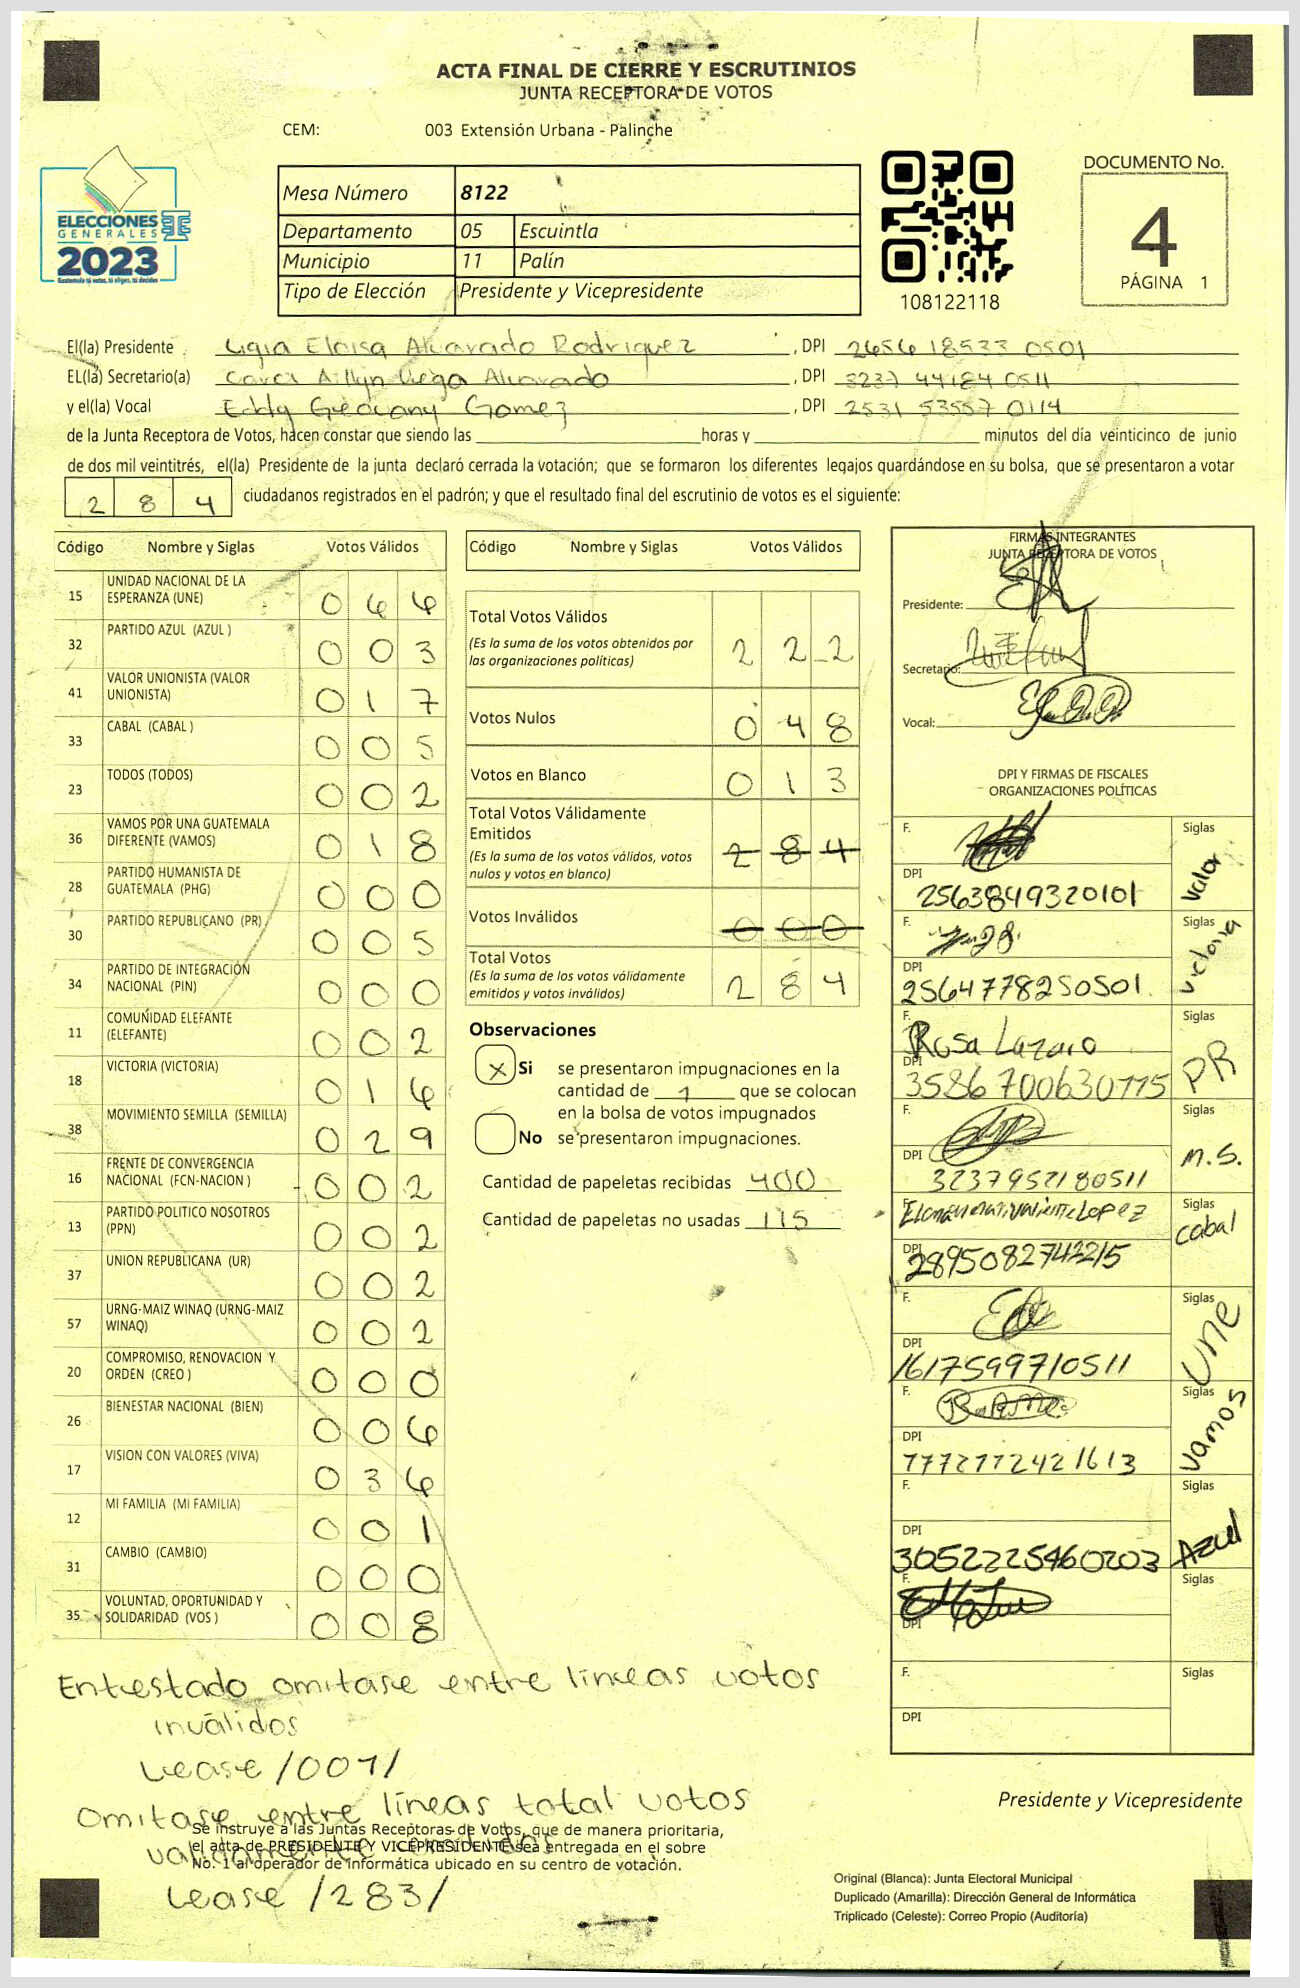 ACTA FINAL DE CIERRE Y ESCRUTINIOS
JUNTA RECEPTORA DE VOTOS
CEM: 003 Extensión Urbana - Palinche
ELECCIONES
GENERALES
2023
Mesa Número 8122
Departamento 05 Escuintla
Municipio 11 Palín
Tipo de Elección Presidente y Vicepresidente
108122118
DOCUMENTO No.
4
PÁGINA 1
El(la) Presidente Ligia Eloisa Alvarado Rodriguez , DPI 2656 18533 0501
EL(la) Secretario(a) Vega Alvarado , DPI 3237 44184 0511
y el(la) Vocal Eddy Geovany Gomez , DPI 2531 53557 0114
de la Junta Receptora de Votos, hacen constar que siendo las horas y minutos del día veinticinco de junio
de dos mil veintitrés, el(la) Presidente de la junta declaró cerrada la votación; que se formaron los diferentes legajos guardándose en su bolsa, que se presentaron a votar
284 ciudadanos registrados en el padrón; y que el resultado final del escrutinio de votos es el siguiente:
Código Nombre y Siglas Votos Válidos
15 UNIDAD NACIONAL DE LA ESPERANZA (UNE) 0 6 6
32 PARTIDO AZUL (AZUL ) 0 0 3
41 VALOR UNIONISTA (VALOR UNIONISTA) 0 1 7
33 CABAL (CABAL ) 0 0 5
23 TODOS (TODOS) 0 0 2
36 VAMOS POR UNA GUATEMALA DIFERENTE (VAMOS) 0 1 8
28 PARTIDO HUMANISTA DE GUATEMALA (PHG) 0 0 0
30 PARTIDO REPUBLICANO (PR) 0 0 5
34 PARTIDO DE INTEGRACIÓN NACIONAL (PIN) 0 0 0
11 COMUNIDAD ELEFANTE (ELEFANTE) 0 0 2
18 VICTORIA (VICTORIA) 0 1 6
38 MOVIMIENTO SEMILLA (SEMILLA) 0 2 9
16 FRENTE DE CONVERGENCIA NACIONAL (FCN-NACION ) 0 0 2
13 PARTIDO POLITICO NOSOTROS (PPN) 0 0 2
37 UNION REPUBLICANA (UR) 0 0 2
57 URNG-MAIZ WINAQ (URNG-MAIZ WINAQ) 0 0 2
20 COMPROMISO, RENOVACION Y ORDEN (CREO ) 0 0 0
26 BIENESTAR NACIONAL (BIEN) 0 0 6
17 VISION CON VALORES (VIVA) 0 3 6
12 MI FAMILIA (MI FAMILIA) 0 0 1
31 CAMBIO (CAMBIO) 0 0 0
35 VOLUNTAD, OPORTUNIDAD Y SOLIDARIDAD (VOS ) 0 0 8
Código Nombre y Siglas Votos Válidos
Total Votos Válidos
(Es la suma de los votos obtenidos por las organizaciones políticas) 2 2 2
Votos Nulos 0 4 8
Votos en Blanco 0 1 3
Total Votos Válidamente Emitidos
(Es la suma de los votos válidos, votos nulos y votos en blanco) 2 8 4
Votos Inválidos 0 0 0
Total Votos
(Es la suma de los votos válidamente emitidos y votos inválidos) 2 8 4
Observaciones
X Si se presentaron impugnaciones en la
cantidad de 1 que se colocan
en la bolsa de votos impugnados
No se presentaron impugnaciones.
Cantidad de papeletas recibidas 400
Cantidad de papeletas no usadas 115
FIRMAS INTEGRANTES
JUNTA RECEPTORA DE VOTOS
Presidente:
Secretario:
Vocal:
DPI Y FIRMAS DE FISCALES
ORGANIZACIONES POLÍTICAS
F. Siglas Valor
DPI 2563849320101
F. Siglas Victoria
DPI 2564778250501
F. Rosa Lazaro Siglas PR
DPI 3586700630115
F. Siglas M.S.
DPI 3237952180511
F. Siglas Cabal
DPI 2895082742215
F. Siglas UNE
DPI 1617599710511
F. Siglas Vamos
DPI 1772772421613
F. Siglas Azul
DPI 3052225460203
F. Siglas
DPI
F. Siglas
DPI
Entestado omitase entre lineas votos
inválidos
Lease /001/
Omitase entre líneas total votos
validamente emitidos
Lease /283/
Se instruye a las Juntas Receptoras de Votos, que de manera prioritaria,
el acta de PRESIDENTE Y VICEPRESIDENTE sea entregada en el sobre
No. 1 al operador de informática ubicado en su centro de votación.
Presidente y Vicepresidente
Original (Blanca): Junta Electoral Municipal
Duplicado (Amarilla): Dirección General de Informática
Triplicado (Celeste): Correo Propio (Auditoría)